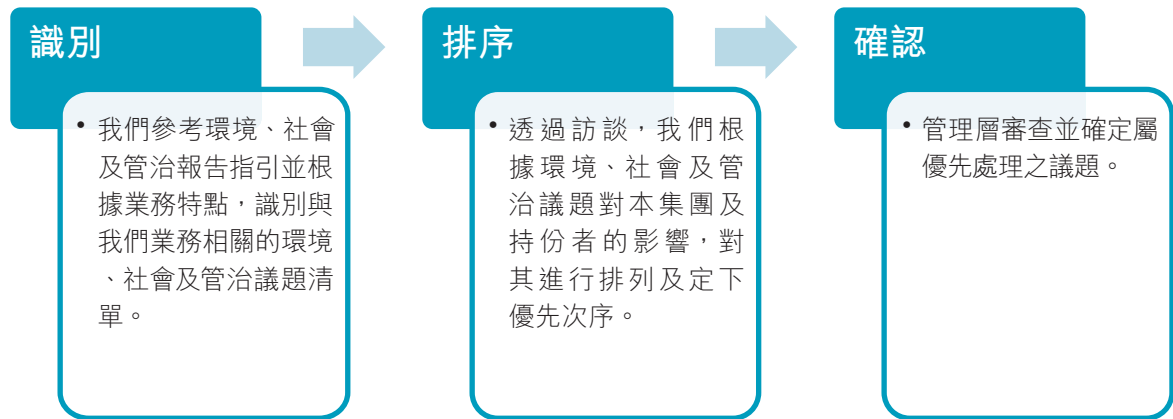 識別
• 我們參考環境、社會
及管治報告指引並根
據業務特點，識別與
我們業務相關的環境
、社會及管治議題清
單。
排序
• 透過訪談，我們根
據環境、社會及管
治議題對本集團及
持份者的影響，對
其進行排列及定下
優先次序。
確認
• 管理層審查並確定屬
優先處理之議題。